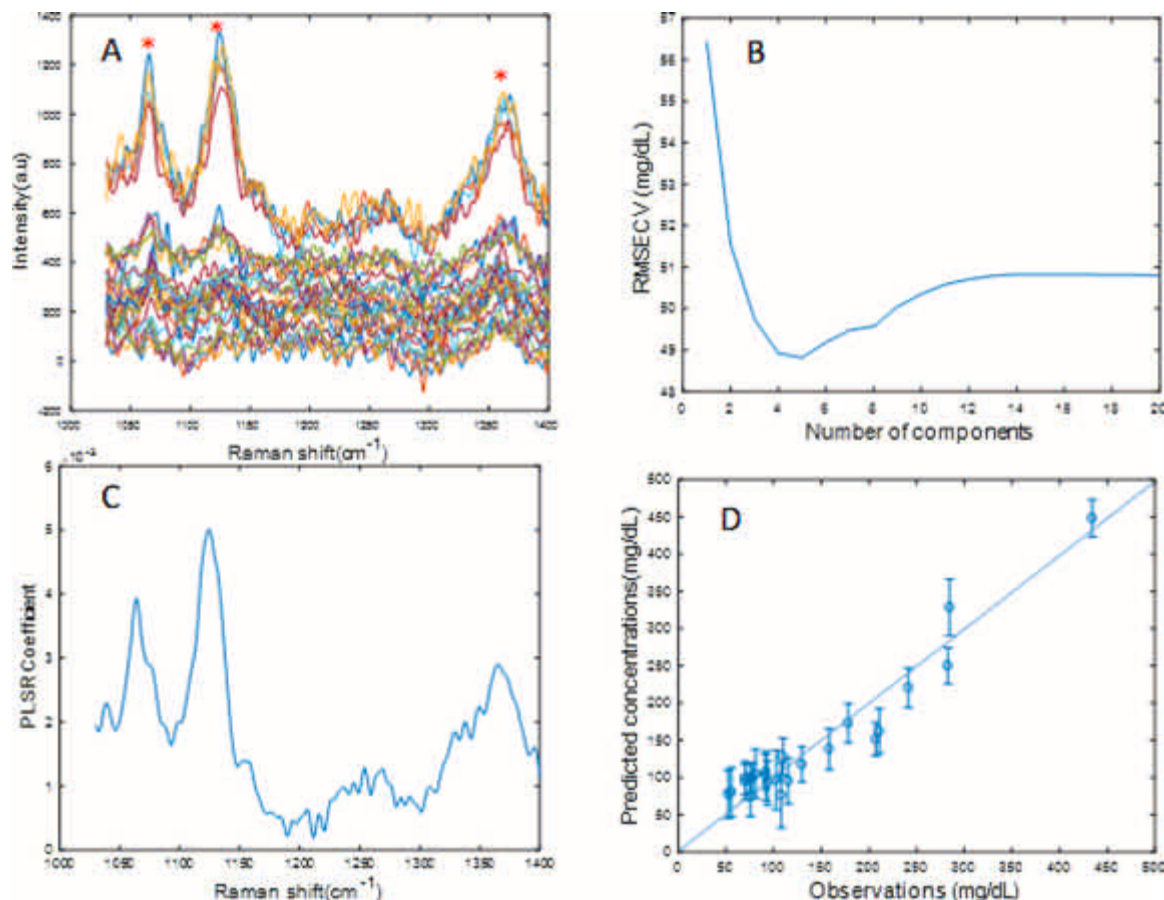 A
Intensity(a.u)
1400
1200
1000
800
600
400
200
0
-200
1000 1050 1100 1150 1200 1250 1300 1350 1400
Raman shift(cm-1)
B
RMSECV (mg/dL)
57
56
55
54
53
52
51
50
49
48
0 2 4 6 8 10 12 14 16 18 20
Number of components
C
PLSR Coefficient
6
5
4
3
2
1
0
1000 1050 1100 1150 1200 1250 1300 1350 1400
Raman shift(cm-1)
D
Predicted concentrations(mg/dL)
500
450
400
350
300
250
200
150
100
50
0
0 50 100 150 200 250 300 350 400 450 500
Observations (mg/dL)